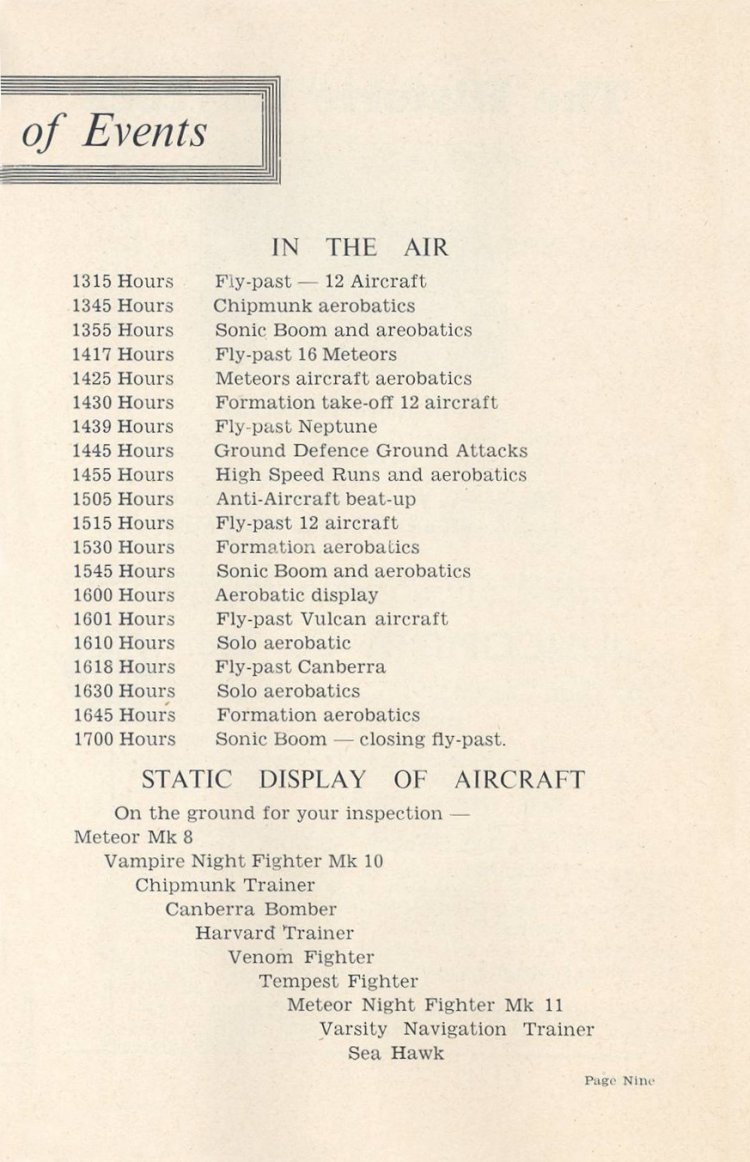 of Events
IN THE AIR
1315 Hours Fly-past — 12 Aircraft
1345 Hours Chipmunk aerobatics
1355 Hours Sonic Boom and areobatics
1417 Hours Fly-past 16 Meteors
1425 Hours Meteors aircraft aerobatics
1430 Hours Formation take-off 12 aircraft
1439 Hours Fly-past Neptune
1445 Hours Ground Defence Ground Attacks
1455 Hours High Speed Runs and aerobatics
1505 Hours Anti-Aircraft beat-up
1515 Hours Fly-past 12 aircraft
1530 Hours Formation aerobatics
1545 Hours Sonic Boom and aerobatics
1600 Hours Aerobatic display
1601 Hours Fly-past Vulcan aircraft
1610 Hours Solo aerobatic
1618 Hours Fly-past Canberra
1630 Hours Solo aerobatics
1645 Hours Formation aerobatics
1700 Hours Sonic Boom — closing fly-past.
STATIC DISPLAY OF AIRCRAFT
On the ground for your inspection —
Meteor Mk 8
Vampire Night Fighter Mk 10
Chipmunk Trainer
Canberra Bomber
Harvard Trainer
Venom Fighter
Tempest Fighter
Meteor Night Fighter Mk 11
Varsity Navigation Trainer
Sea Hawk
Page Nine